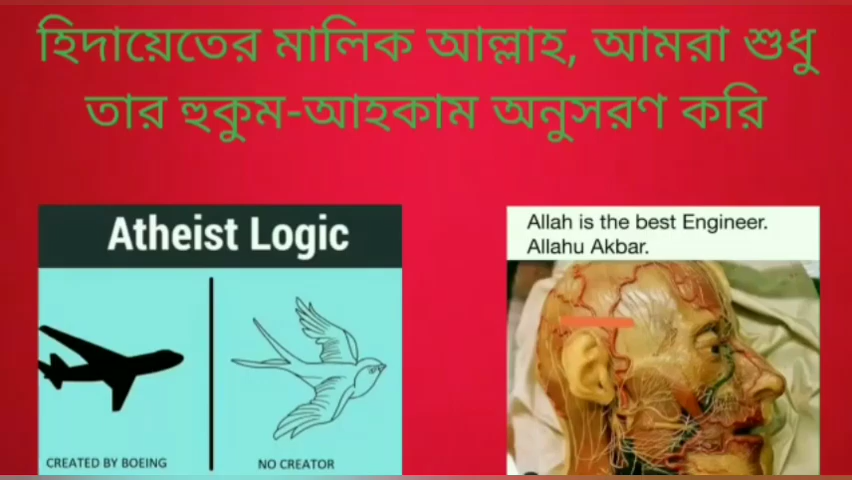 হিদায়েতের মালিক আল্লাহ, আমরা শুধু
তার হুকুম-আহকাম অনুসরণ করি
Atheist Logic
CREATED BY BOEING
NO CREATOR
Allah is the best Engineer.
Allahu Akbar.